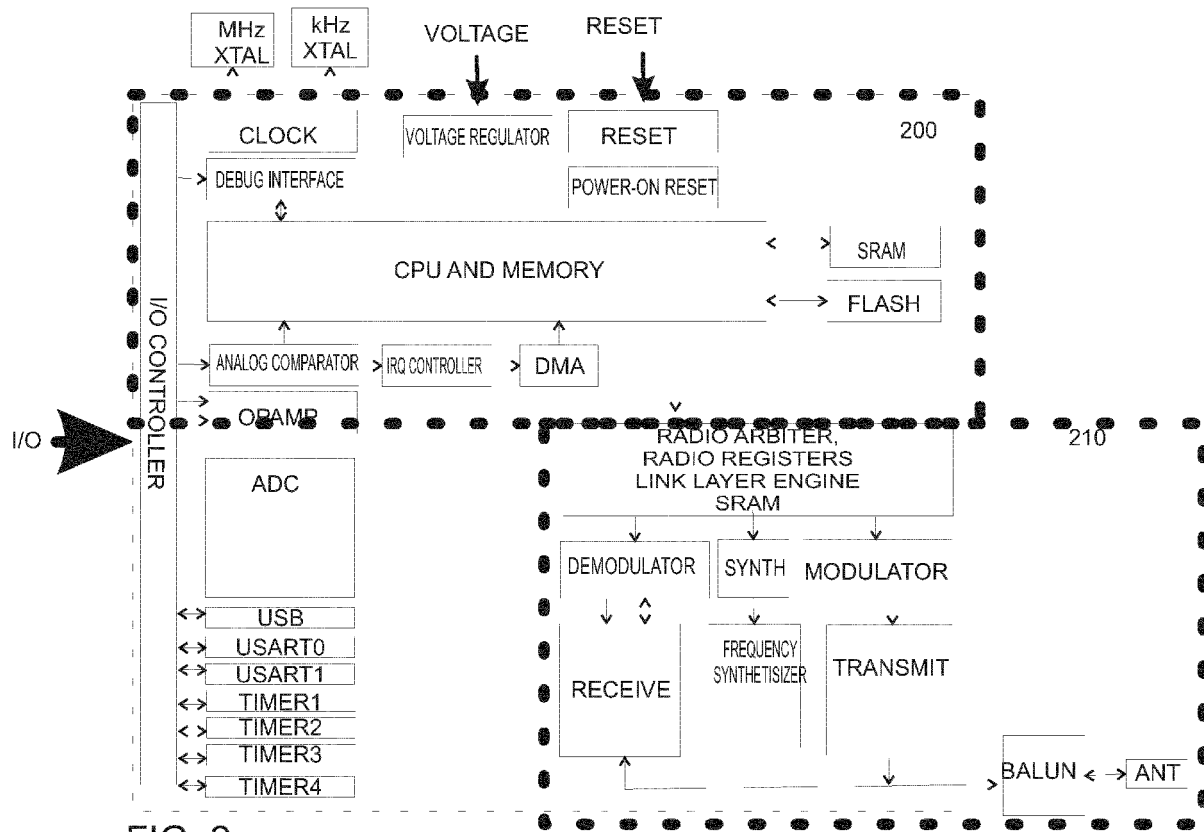 MHz
XTAL
kHz
XTAL
VOLTAGE
RESET
200
CLOCK
VOLTAGE REGULATOR
RESET
DEBUG INTERFACE
POWER-ON RESET
CPU AND MEMORY
SRAM
FLASH
I/O CONTROLLER
ANALOG COMPARATOR
IRQ CONTROLLER
DMA
OPAMP
I/O
210
RADIO ARBITER,
RADIO REGISTERS
LINK LAYER ENGINE
SRAM
ADC
DEMODULATOR
SYNTH
MODULATOR
USB
USART0
USART1
TIMER1
TIMER2
TIMER3
TIMER4
RECEIVE
FREQUENCY
SYNTHETISIZER
TRANSMIT
BALUN
ANT